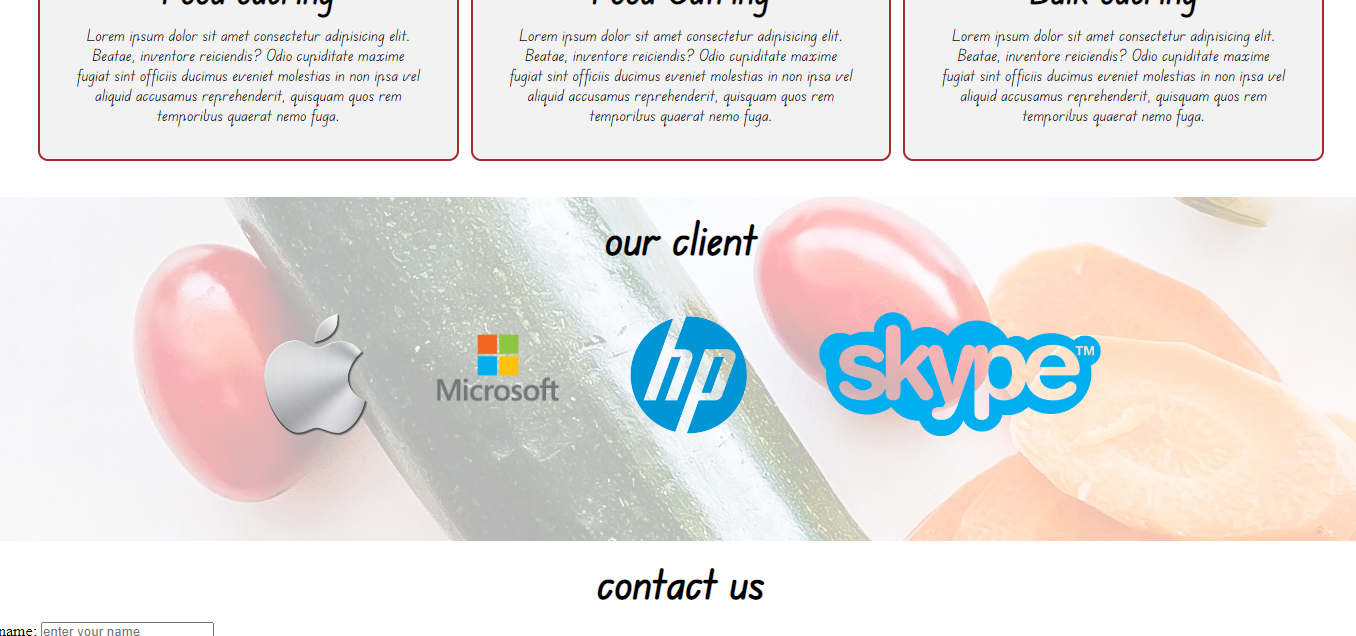 Lorem ipsum dolor sit amet consectetur adipisicing elit.
Beatae, inventore reiciendis? Odio cupiditate maxime
fugiat sint officiis ducimus eveniet molestias in non ipsa vel
aliquid accusamus reprehenderit, quisquam quos rem
temporibus quaerat nemo fuga.
Lorem ipsum dolor sit amet consectetur adipisicing elit.
Beatae, inventore reiciendis? Odio cupiditate maxime
fugiat sint officiis ducimus eveniet molestias in non ipsa vel
aliquid accusamus reprehenderit, quisquam quos rem
temporibus quaerat nemo fuga.
Lorem ipsum dolor sit amet consectetur adipisicing elit.
Beatae, inventore reiciendis? Odio cupiditate maxime
fugiat sint officiis ducimus eveniet molestias in non ipsa vel
aliquid accusamus reprehenderit, quisquam quos rem
temporibus quaerat nemo fuga.
our client
Microsoft
hp
skype™
contact us
name: enter your name